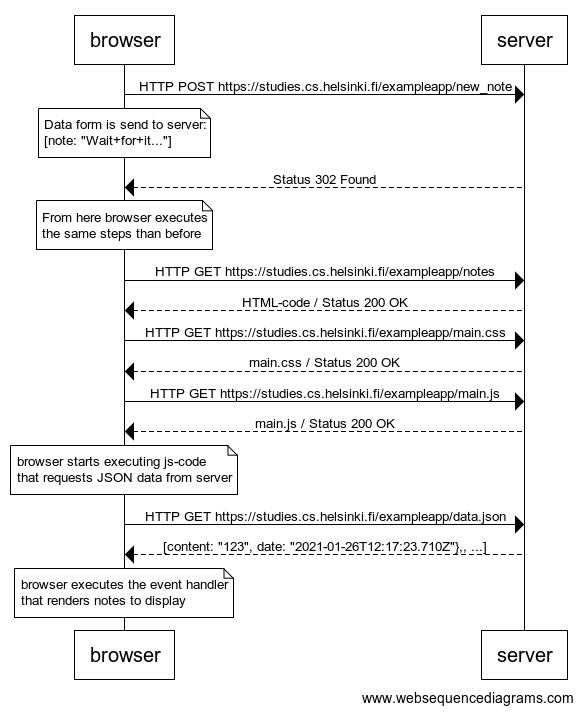 browser
server
HTTP POST https://studies.cs.helsinki.fi/exampleapp/new_note
Data form is send to server:
[note: "Wait+for+it..."]
Status 302 Found
From here browser executes
the same steps than before
HTTP GET https://studies.cs.helsinki.fi/exampleapp/notes
HTML-code / Status 200 OK
HTTP GET https://studies.cs.helsinki.fi/exampleapp/main.css
main.css / Status 200 OK
HTTP GET https://studies.cs.helsinki.fi/exampleapp/main.js
main.js / Status 200 OK
browser starts executing js-code
that requests JSON data from server
HTTP GET https://studies.cs.helsinki.fi/exampleapp/data.json
[content: "123", date: "2021-01-26T12:17:23.710Z"},, ...]
browser executes the event handler
that renders notes to display
browser
server
www.websequencediagrams.com